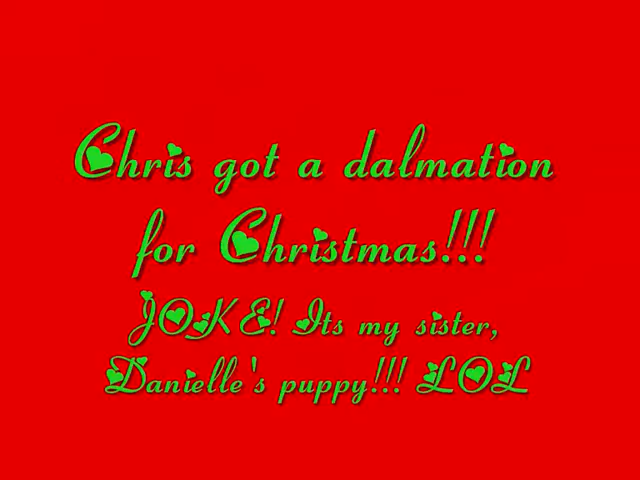 Chris got a dalmation
for Christmas!!!
JOKE! Its my sister,
Danielle's puppy!!! LOL